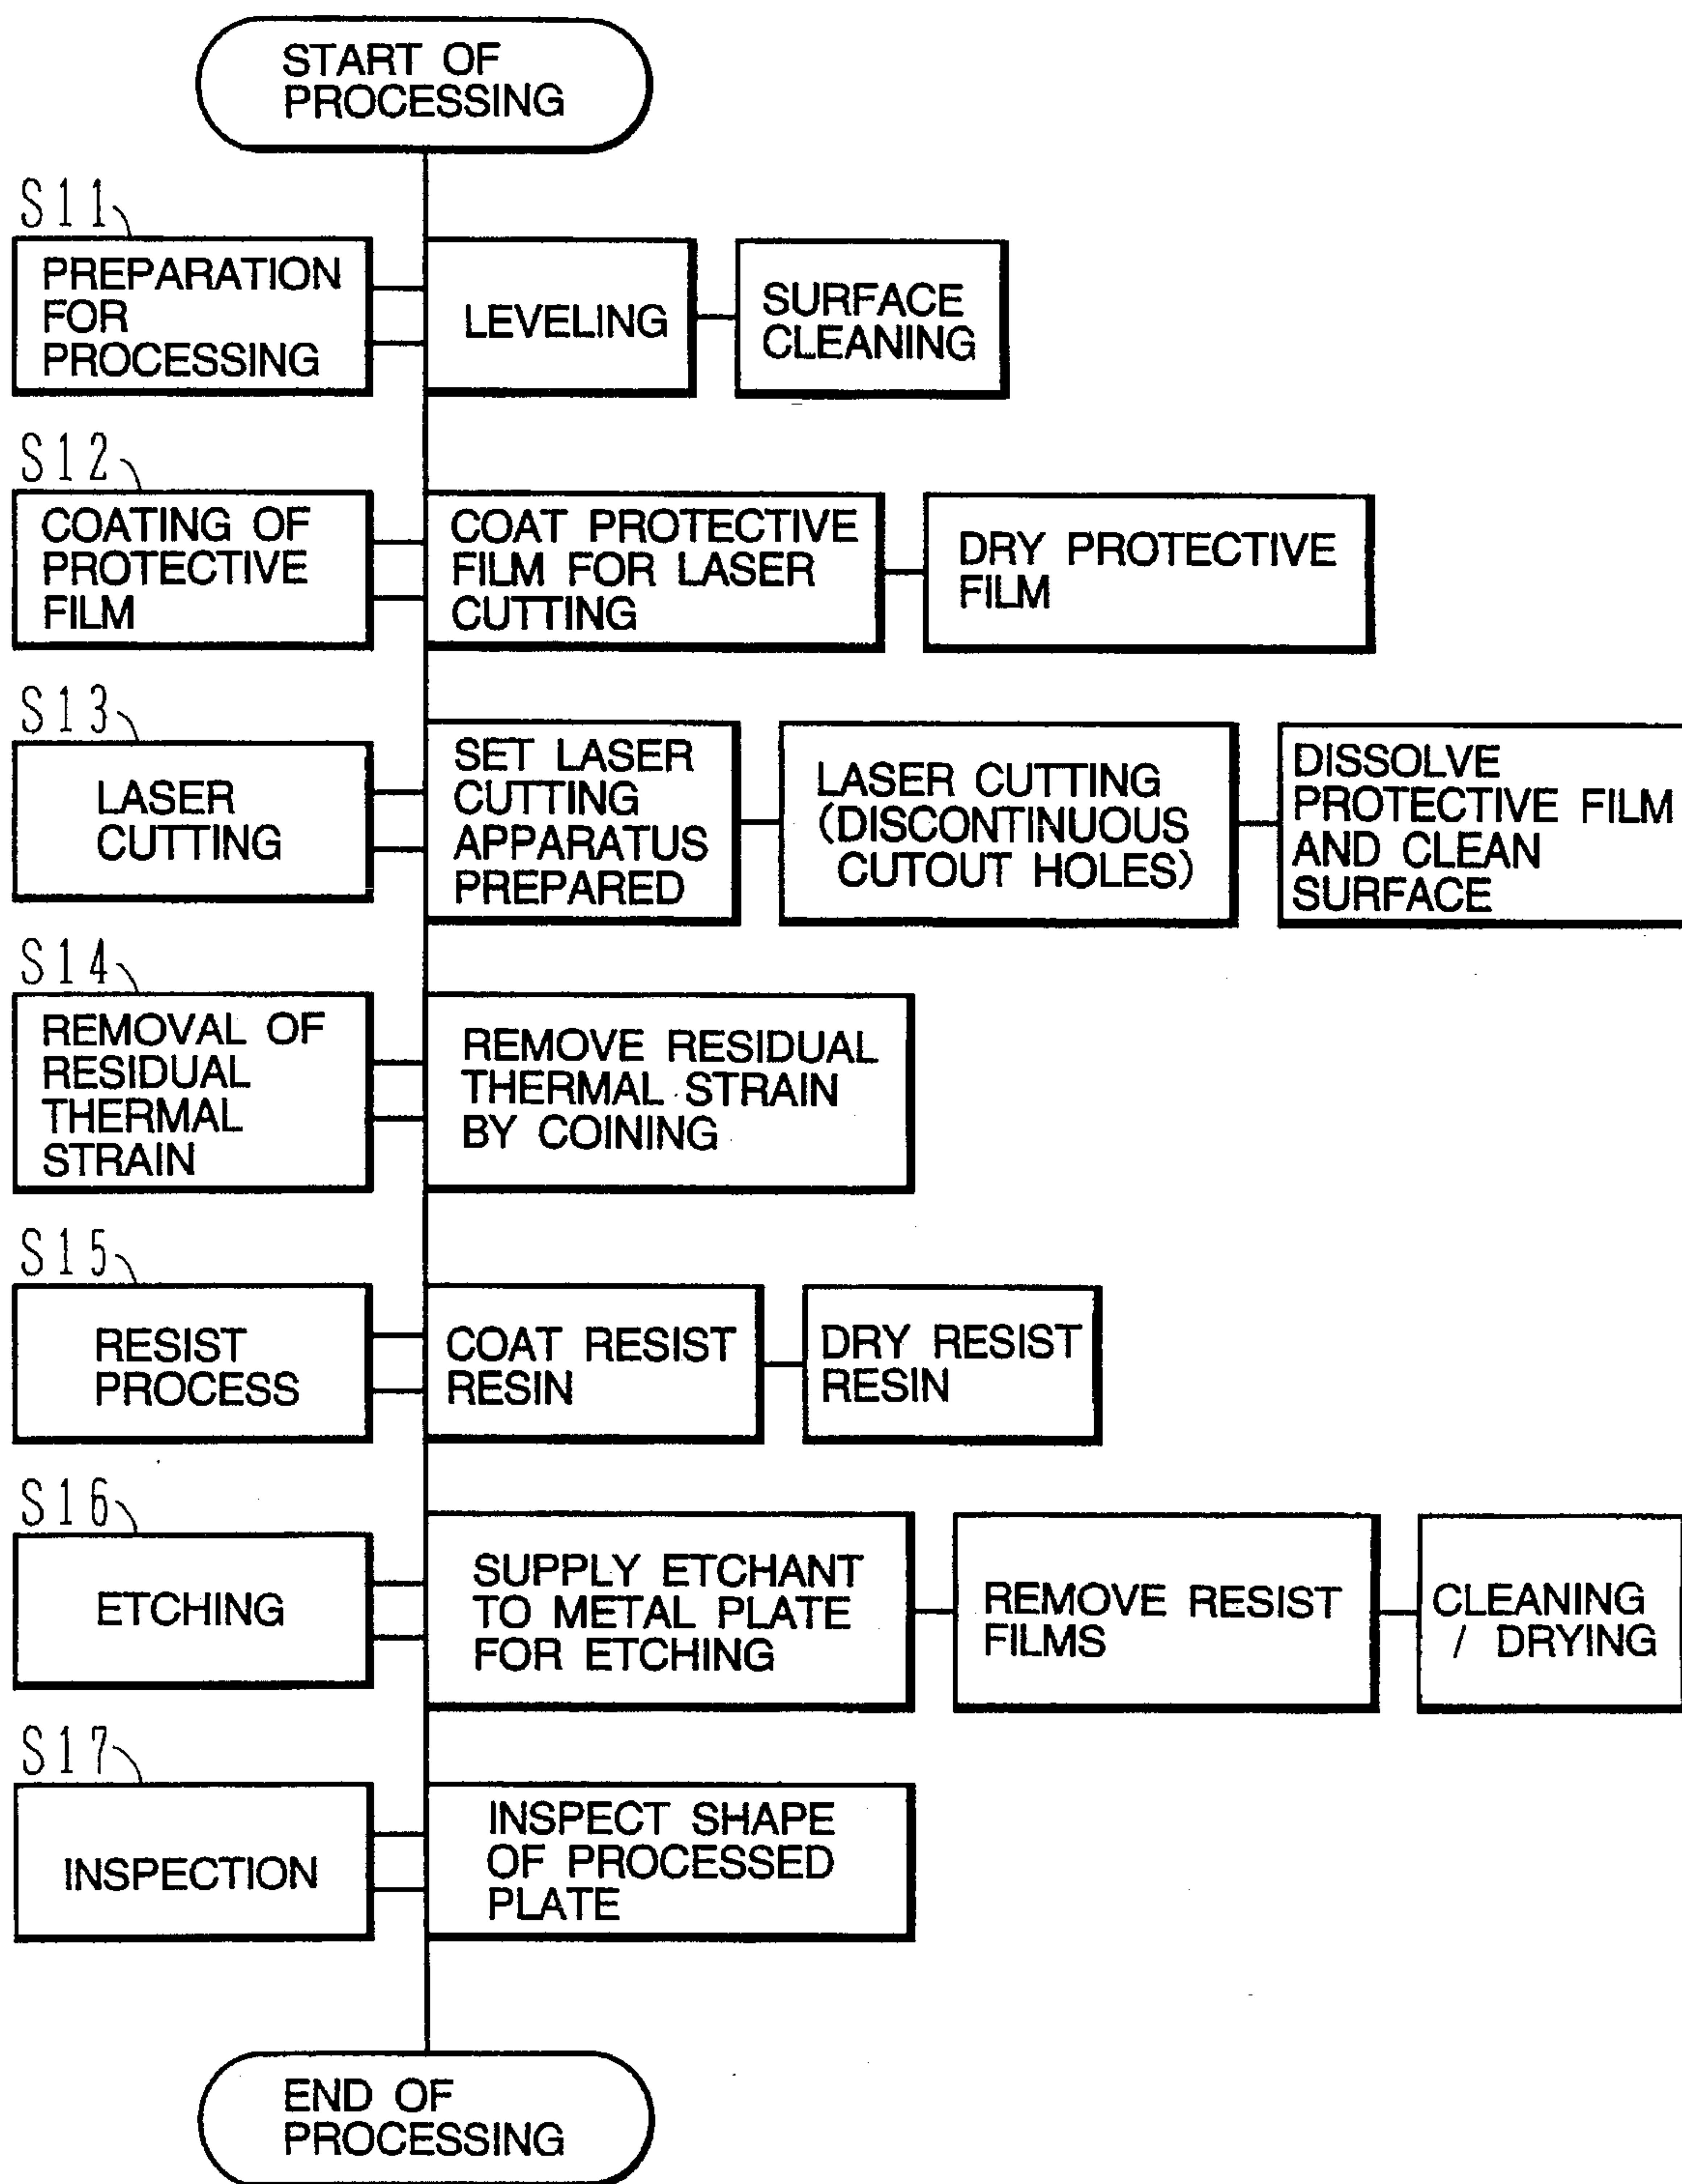 START OF
PROCESSING
S11
PREPARATION
FOR
PROCESSING
LEVELING
SURFACE
CLEANING
S12
COATING OF
PROTECTIVE
FILM
COAT PROTECTIVE
FILM FOR LASER
CUTTING
DRY PROTECTIVE
FILM
S13
LASER
CUTTING
SET LASER
CUTTING
APPARATUS
PREPARED
LASER CUTTING
(DISCONTINUOUS
CUTOUT HOLES)
DISSOLVE
PROTECTIVE FILM
AND CLEAN
SURFACE
S14
REMOVAL OF
RESIDUAL
THERMAL
STRAIN
REMOVE RESIDUAL
THERMAL STRAIN
BY COINING
S15
RESIST
PROCESS
COAT RESIST
RESIN
DRY RESIST
RESIN
S16
ETCHING
SUPPLY ETCHANT
TO METAL PLATE
FOR ETCHING
REMOVE RESIST
FILMS
CLEANING
/ DRYING
S17
INSPECTION
INSPECT SHAPE
OF PROCESSED
PLATE
END OF
PROCESSING